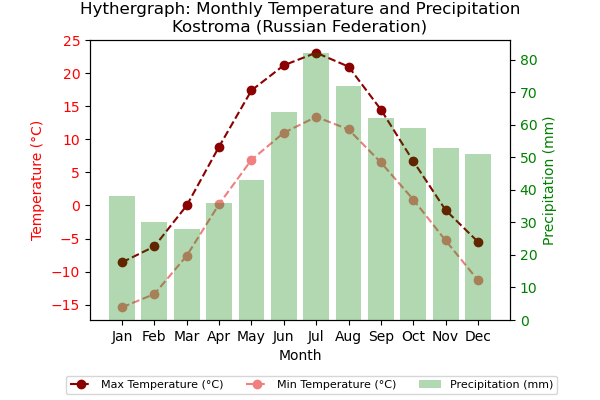 Hythergraph: Monthly Temperature and Precipitation
Kostroma (Russian Federation)
25
20
15
10
5
0
−5
−10
−15
Temperature (°C)
80
70
60
50
40
30
20
10
0
Precipitation (mm)
Jan Feb Mar Apr May Jun Jul Aug Sep Oct Nov Dec
Month
Max Temperature (°C) Min Temperature (°C) Precipitation (mm)